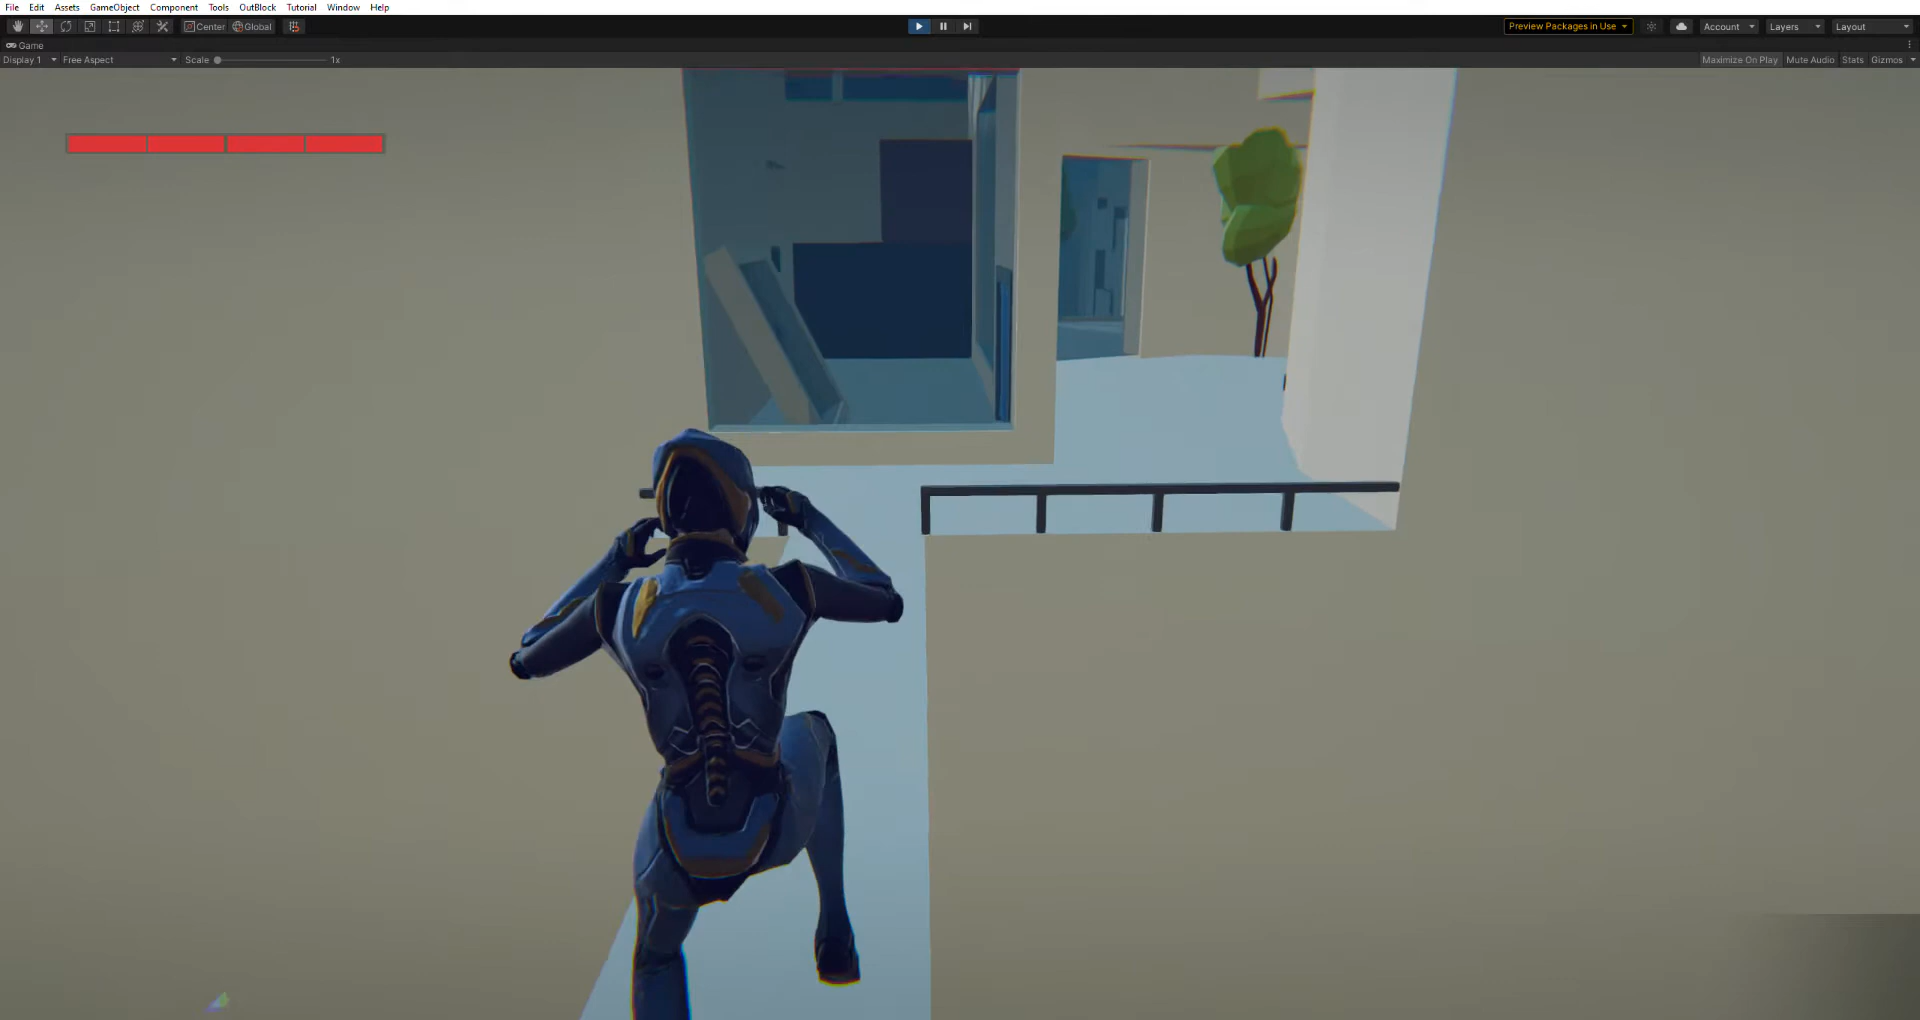 File Edit Assets GameObject Component Tools OutBlock Tutorial Window Help
Center Global Preview Packages in Use Account Layers Layout
Game
Display 1 Free Aspect Scale 1x Maximize On Play Mute Audio Stats Gizmos